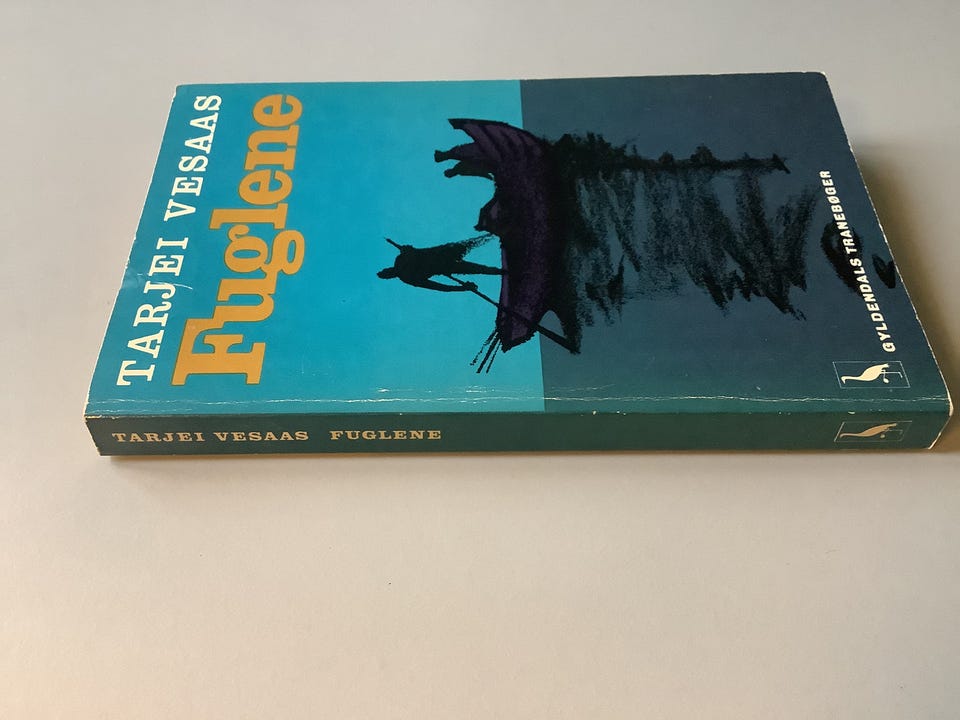 TARJEI VESAAS
Fuglene
GYLDENDALS TRANEBØGER
TARJEI VESAAS FUGLENE